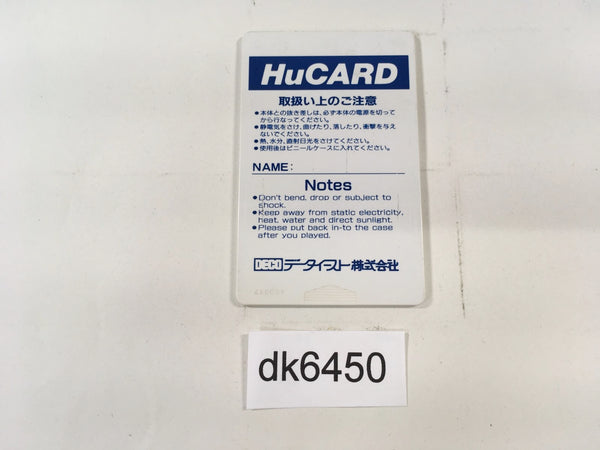 HuCARD
取扱い上のご注意
●本体との抜き差しは、必ず本体の電源を切って
から行なってください。
●静電気をさけ、曲げたり、落したり、衝撃を与え
ないでください。
●熱、水分、直射日光をさけてください。
●使用後はビニールケースに入れてください。
NAME:
Notes
●Don't bend, drop or subject to
shock.
●Keep away from static electricity,
heat, water and direct sunlight.
●Please put back in-to the case
after you played.
DECO データイースト株式会社
dk6450